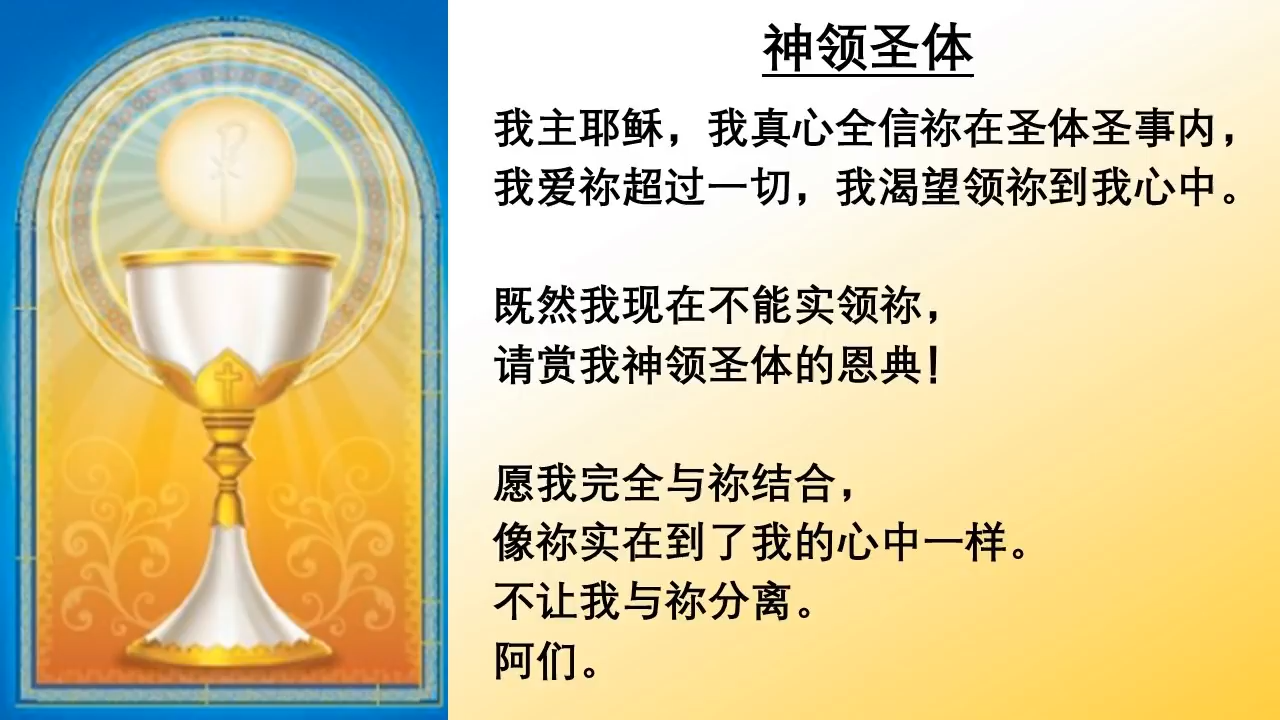 神领圣体
我主耶稣，我真心全信祢在圣体圣事内，
我爱祢超过一切，我渴望领祢到我心中。
既然我现在不能实领祢，
请赏我神领圣体的恩典！
愿我完全与祢结合，
像祢实在到了我的心中一样。
不让我与祢分离。
阿们。